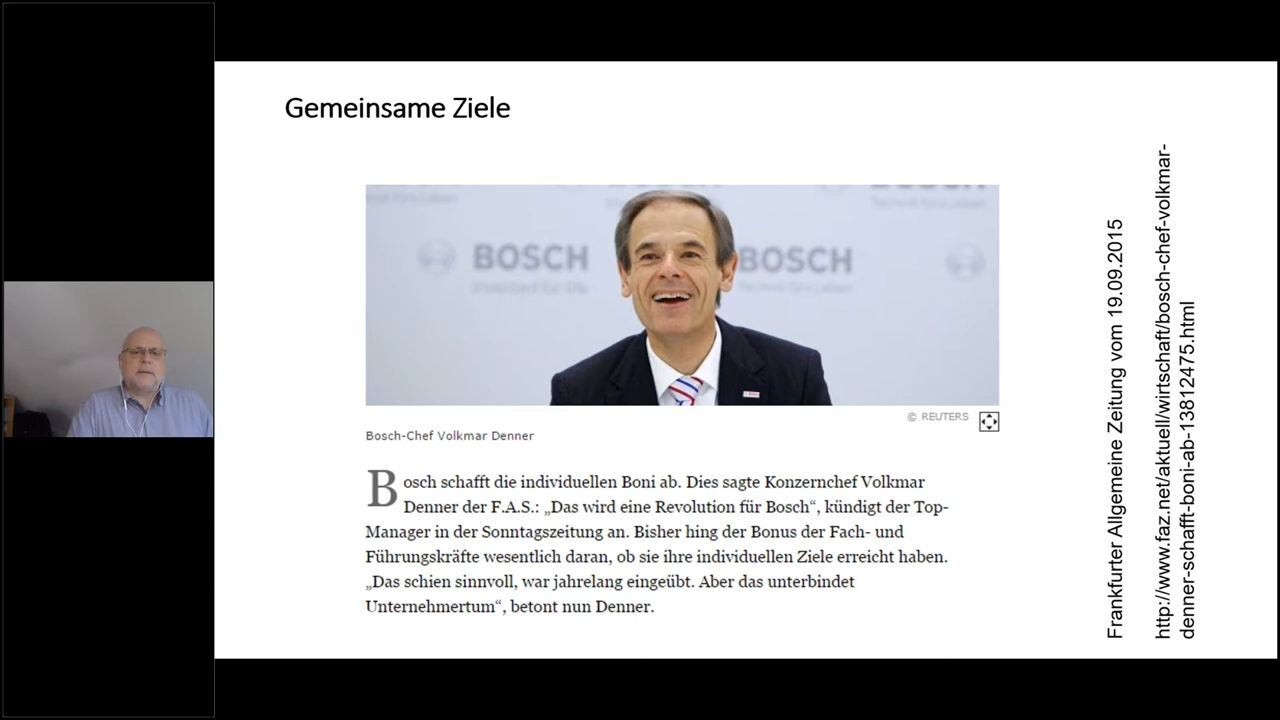 Gemeinsame Ziele
BOSCH
BOSCH
BOSCH
© REUTERS
Bosch-Chef Volkmar Denner
Bosch schafft die individuellen Boni ab. Dies sagte Konzernchef Volkmar
Denner der F.A.S.: „Das wird eine Revolution für Bosch“, kündigt der Top-
Manager in der Sonntagszeitung an. Bisher hing der Bonus der Fach- und
Führungskräfte wesentlich daran, ob sie ihre individuellen Ziele erreicht haben.
„Das schien sinnvoll, war jahrelang eingeübt. Aber das unterbindet
Unternehmertum“, betont nun Denner.
Frankfurter Allgemeine Zeitung vom 19.09.2015
http://www.faz.net/aktuell/wirtschaft/bosch-chef-volkmar-
denner-schafft-boni-ab-13812475.html